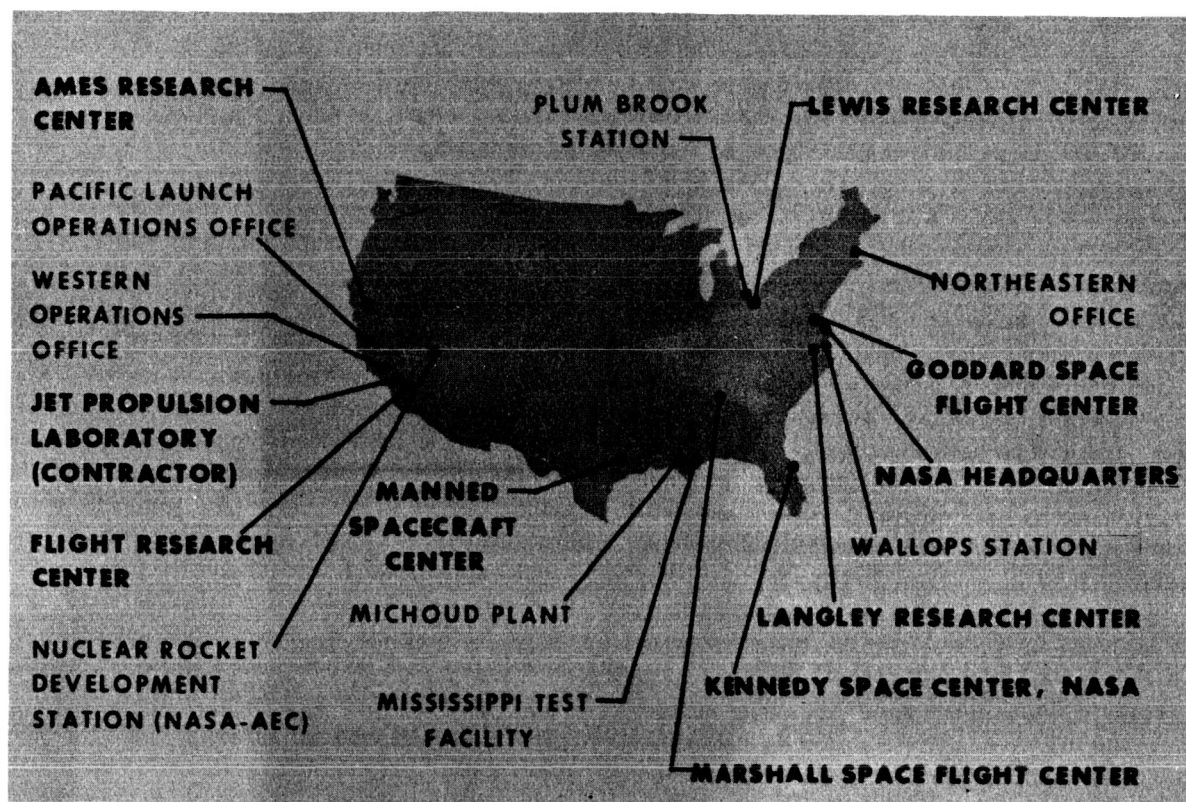 AMES RESEARCH
CENTER
PACIFIC LAUNCH
OPERATIONS OFFICE
WESTERN
OPERATIONS
OFFICE
JET PROPULSION
LABORATORY
(CONTRACTOR)
FLIGHT RESEARCH
CENTER
NUCLEAR ROCKET
DEVELOPMENT
STATION (NASA-AEC)
PLUM BROOK
STATION
MANNED
SPACECRAFT
CENTER
MICHOUD PLANT
MISSISSIPPI TEST
FACILITY
LEWIS RESEARCH CENTER
NORTHEASTERN
OFFICE
GODDARD SPACE
FLIGHT CENTER
NASA HEADQUARTERS
WALLOPS STATION
LANGLEY RESEARCH CENTER
KENNEDY SPACE CENTER, NASA
MARSHALL SPACE FLIGHT CENTER